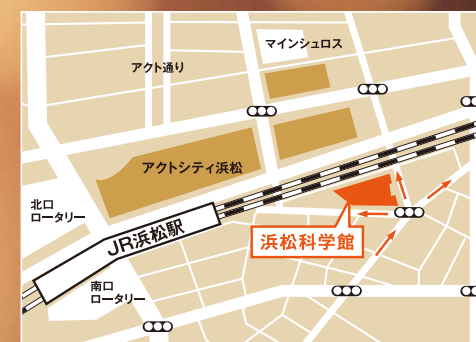 マインシュロス
アクト通り
アクトシティ浜松
北口
ロータリー
JR浜松駅
浜松科学館
南口
ロータリー